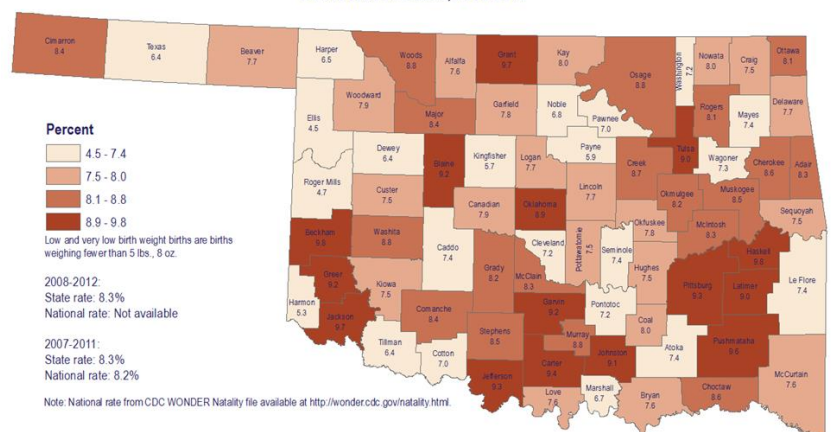 Cimarron
8.4
Texas
6.4
Beaver
7.7
Harper
6.5
Woods
8.8
Alfalfa
7.6
Grant
Kay
8.0
Osage
8.8
Washington
7.2
Nowata
8.0
Craig
7.5
Ottawa
8.1
Woodward
7.9
Major
8.4
Garfield
7.8
Noble
6.8
Pawnee
7.0
Rogers
8.1
Mayes
7.4
Delaware
7.7
Ellis
4.5
Dewey
6.4
Blaine
9.2
Kingfisher
5.7
Logan
7.7
Payne
5.9
Creek
8.7
Tulsa
9.0
Wagoner
7.3
Cherokee
8.6
Adair
8.3
Roger Mills
4.7
Custer
7.5
Canadian
7.9
Oklahoma
8.9
Lincoln
7.7
Okmulgee
8.2
Muskogee
8.5
Sequoyah
7.5
Okfuskee
7.8
McIntosh
8.3
Beckham
Washita
8.8
Caddo
7.4
Grady
8.2
McClain
8.3
Cleveland
7.2
Pottawatomie
7.5
Seminole
7.4
Hughes
7.5
Haskell
Le Flore
7.4
Greer
9.2
Kiowa
7.5
Comanche
8.4
Garvin
9.2
Pontotoc
7.2
Pittsburg
9.3
Latimer
9.0
Harmon
5.3
Jackson
9.7
Tillman
6.4
Cotton
7.0
Stephens
8.5
Murray
Coal
8.0
Atoka
7.4
Pushmataha
9.6
McCurtain
7.6
Jefferson
9.3
Carter
9.4
Johnston
9.1
Love
7.6
Marshall
6.7
Bryan
7.6
Choctaw
8.6
Percent
4.5 - 7.4
7.5 - 8.0
8.1 - 8.8
8.9 - 9.8
Low and very low birth weight births are births
weighing fewer than 5 lbs., 8 oz.
2008-2012:
State rate: 8.3%
National rate: Not available
2007-2011:
State rate: 8.3%
National rate: 8.2%
Note: National rate from CDC WONDER Natality file available at http://wonder.cdc.gov/natality.html.